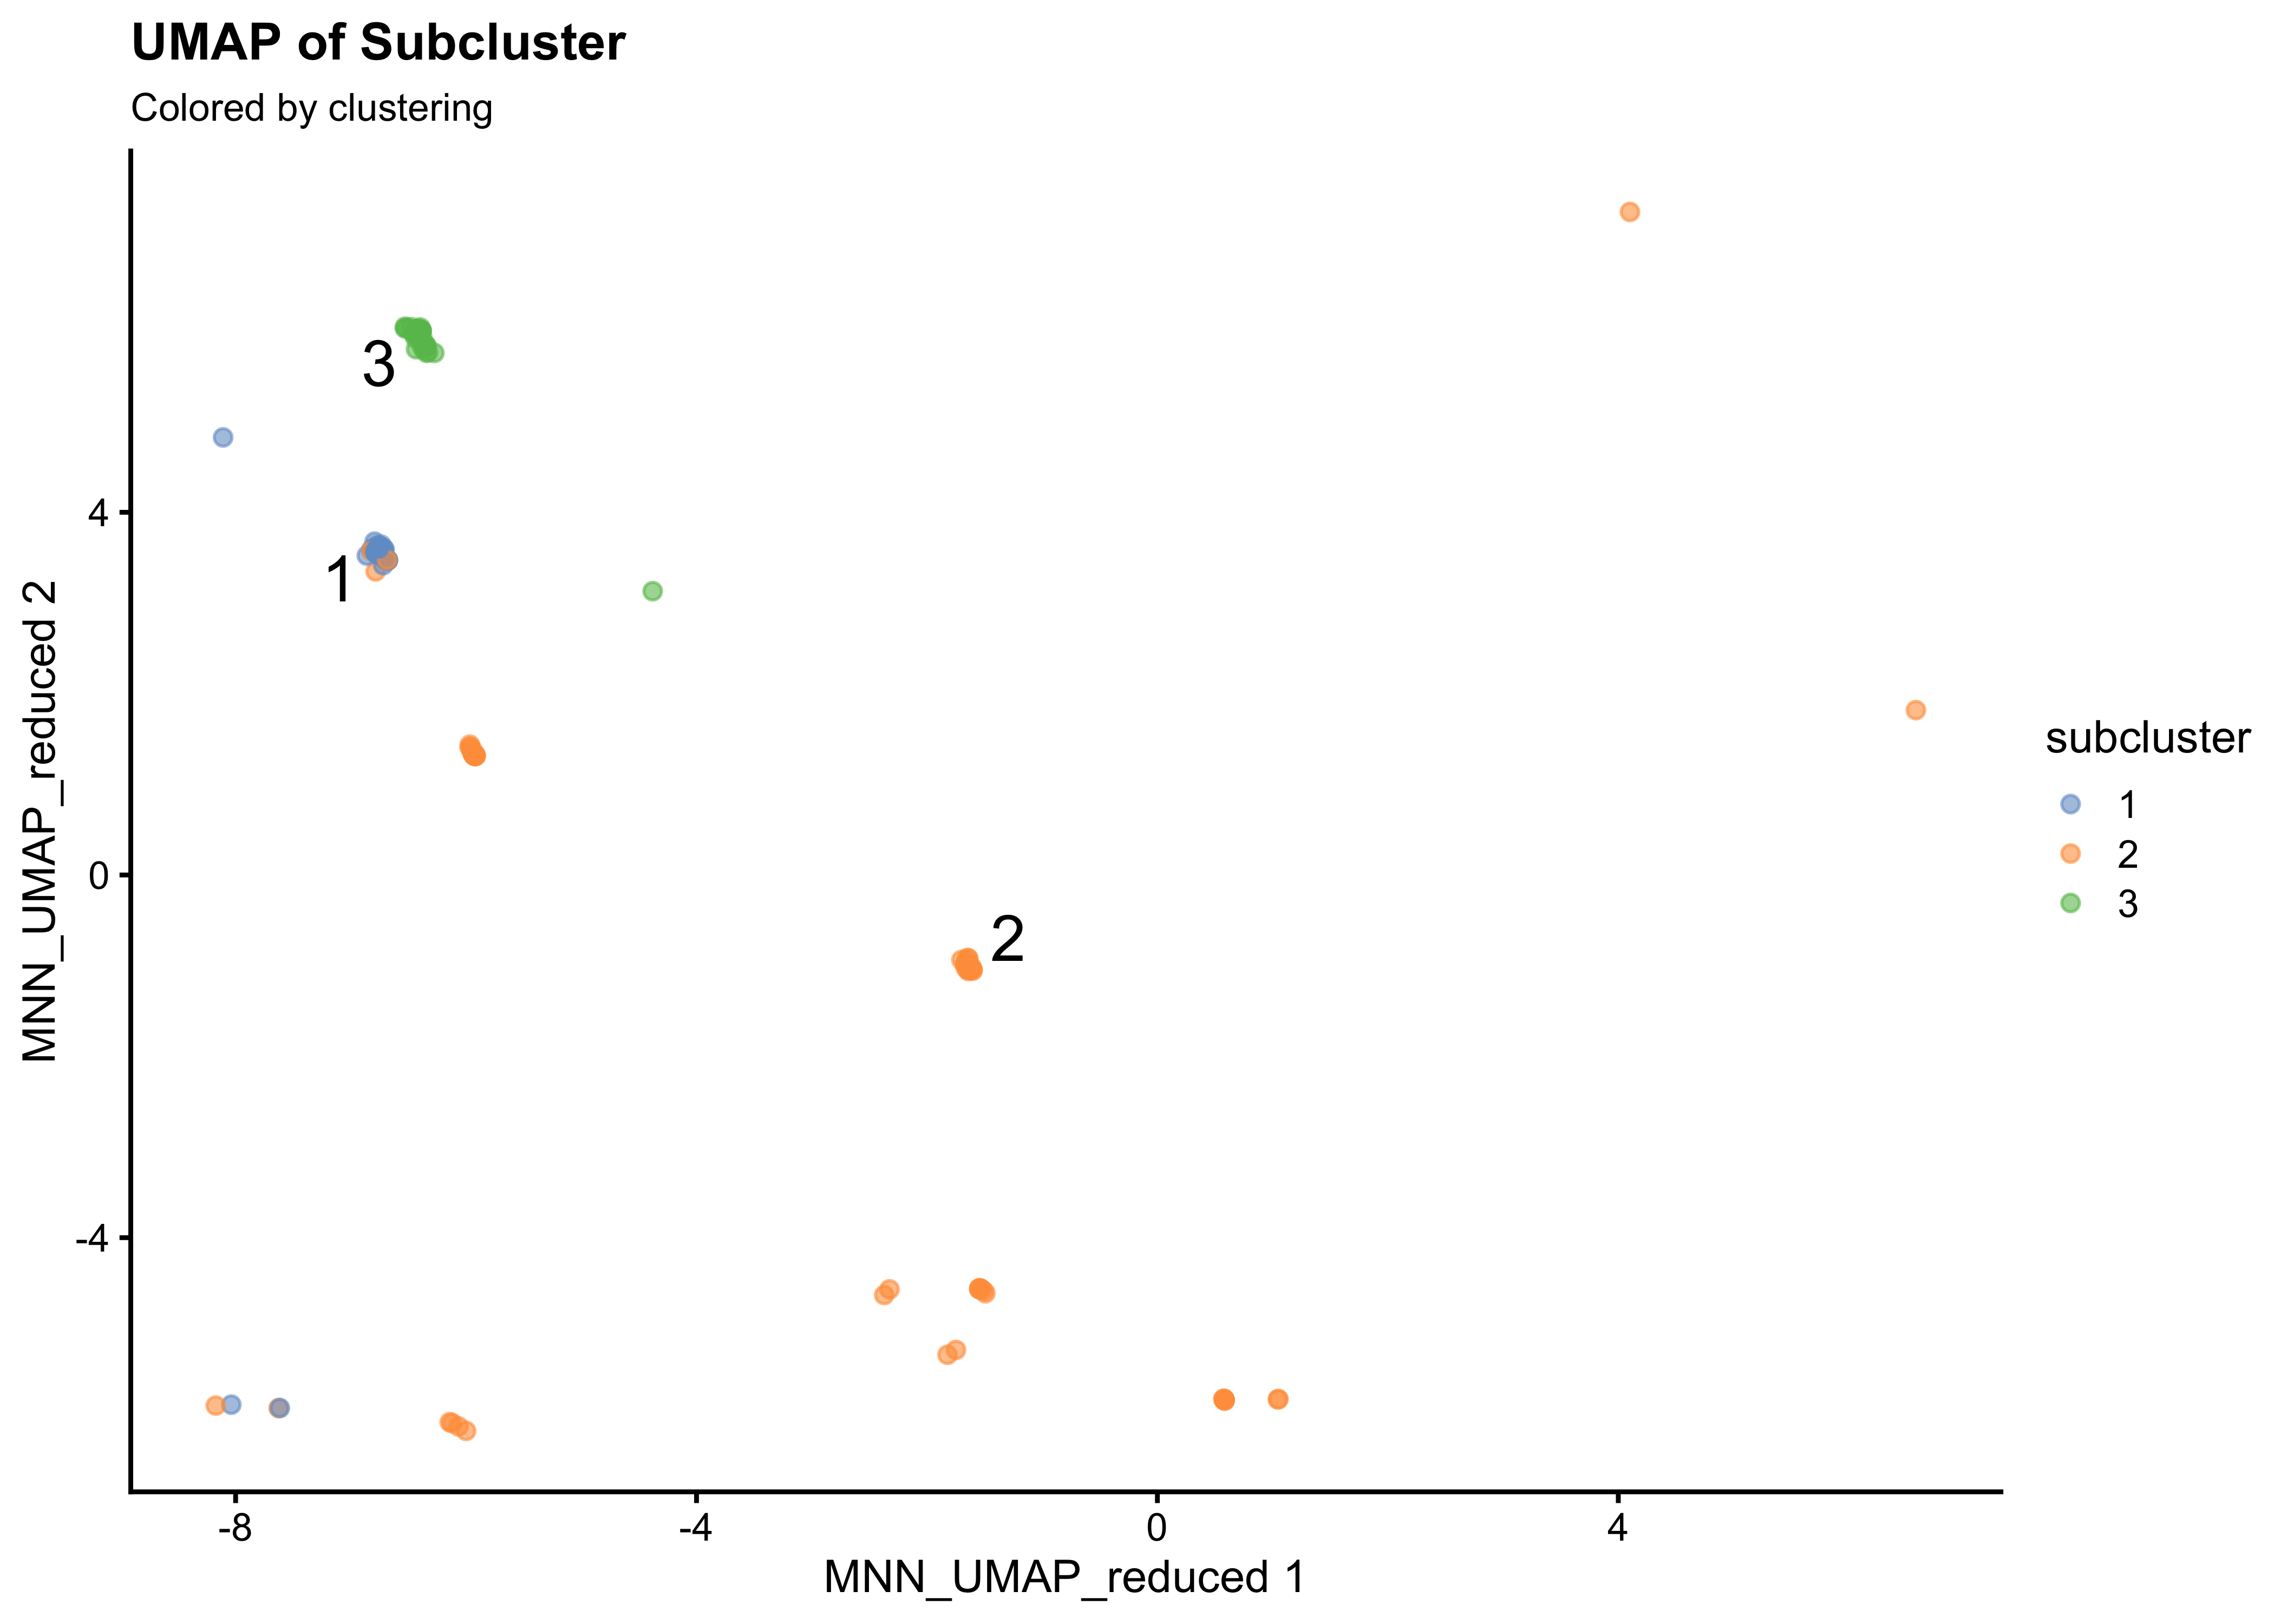 UMAP of Subcluster
Colored by clustering
3
4
1
MNN_UMAP_reduced 2
subcluster
1
2
3
0
2
-4
-8
-4
0
4
MNN_UMAP_reduced 1